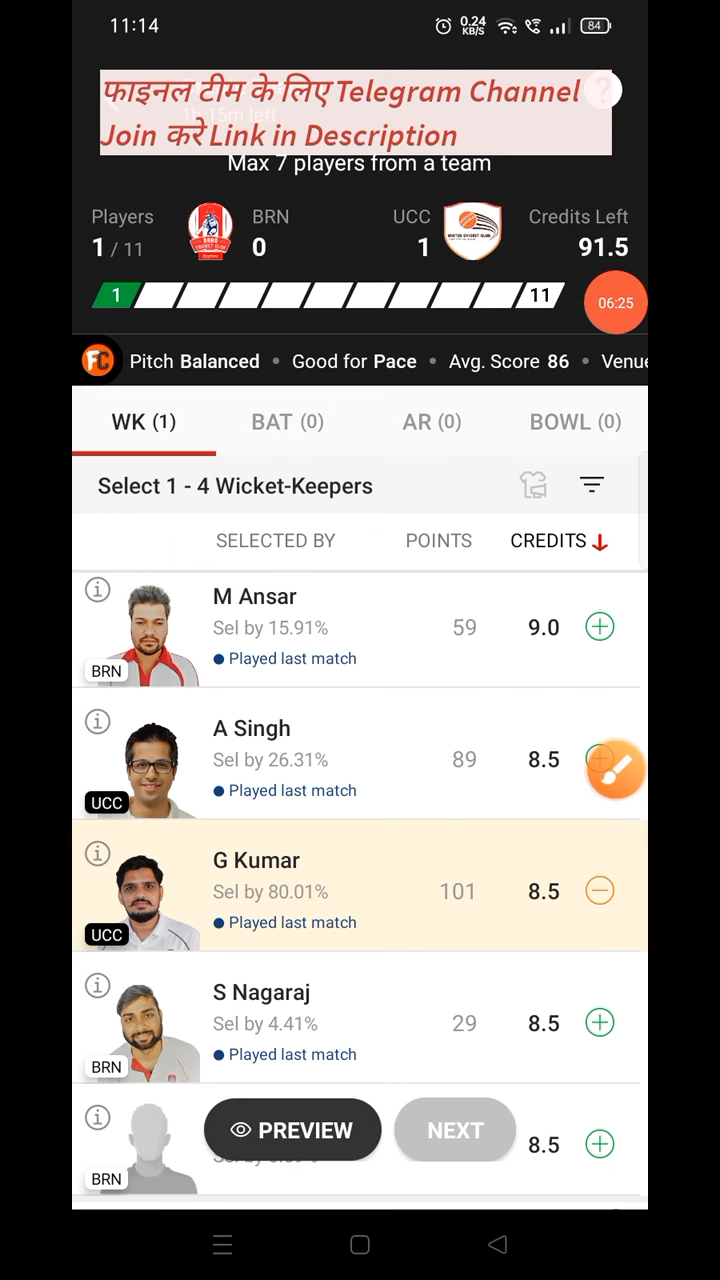 11:14
0.24 KB/S
84
फाइनल टीम के लिए Telegram Channel
1h 15m left
Join करे Link in Description
?
Max 7 players from a team
Players
BRN
UCC
Credits Left
1 / 11
0
1
91.5
1
11
06:25
FC
Pitch Balanced • Good for Pace • Avg. Score 86 • Venue
WK (1)
BAT (0)
AR (0)
BOWL (0)
Select 1 - 4 Wicket-Keepers
SELECTED BY
POINTS
CREDITS
M Ansar
Sel by 15.91%
59
9.0
Played last match
BRN
A Singh
Sel by 26.31%
89
8.5
Played last match
UCC
G Kumar
Sel by 80.01%
101
8.5
Played last match
UCC
S Nagaraj
Sel by 4.41%
29
8.5
Played last match
BRN
PREVIEW
NEXT
8.5
BRN